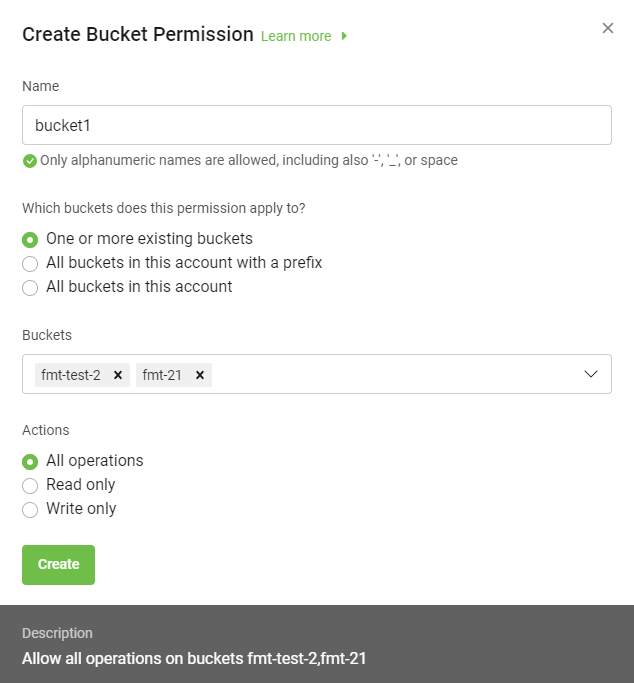 Create Bucket Permission Learn more
Name
bucket1
Only alphanumeric names are allowed, including also '-', '_', or space
Which buckets does this permission apply to?
One or more existing buckets
All buckets in this account with a prefix
All buckets in this account
Buckets
fmt-test-2 fmt-21
Actions
All operations
Read only
Write only
Create
Description
Allow all operations on buckets fmt-test-2,fmt-21